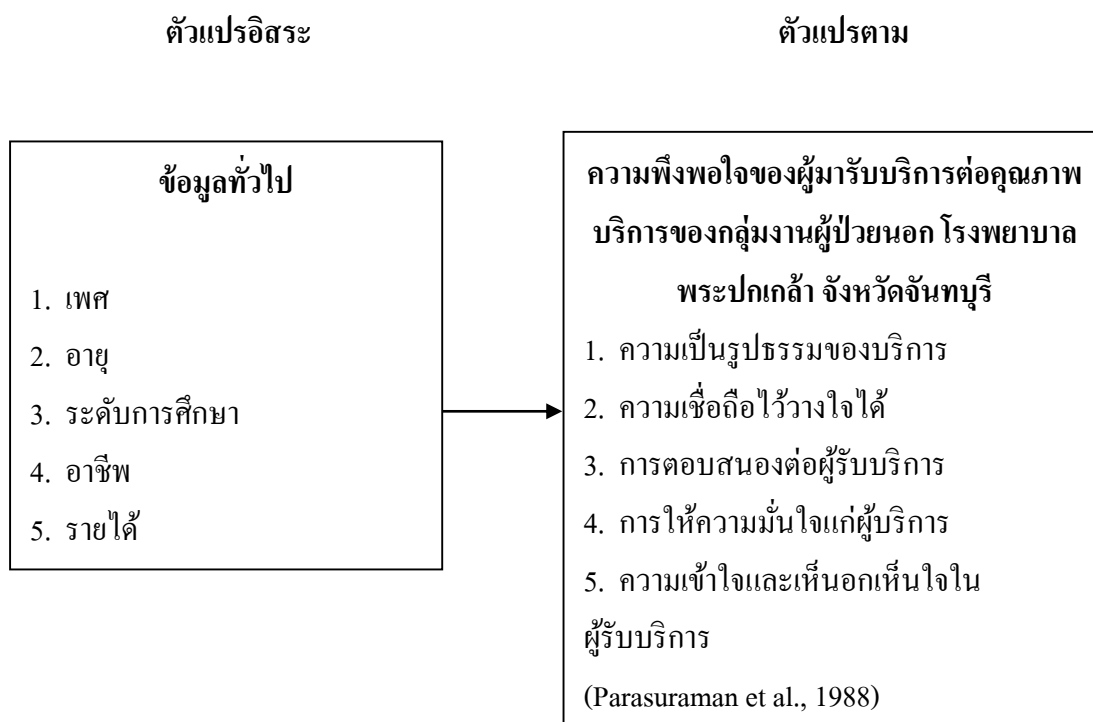 ตัวแปรอิสระ
ตัวแปรตาม
ข้อมูลทั่วไป
1. เพศ
2. อายุ
3. ระดับการศึกษา
4. อาชีพ
5. รายได้
ความพึงพอใจของผู้มารับบริการต่อคุณภาพ
บริการของกลุ่มงานผู้ป่วยนอก โรงพยาบาล
พระปกเกล้า จังหวัดจันทบุรี
1. ความเป็นรูปธรรมของบริการ
2. ความเชื่อถือไว้วางใจได้
3. การตอบสนองต่อผู้รับบริการ
4. การให้ความมั่นใจแก่ผู้บริการ
5. ความเข้าใจและเห็นอกเห็นใจใน
ผู้รับบริการ
(Parasuraman et al., 1988)